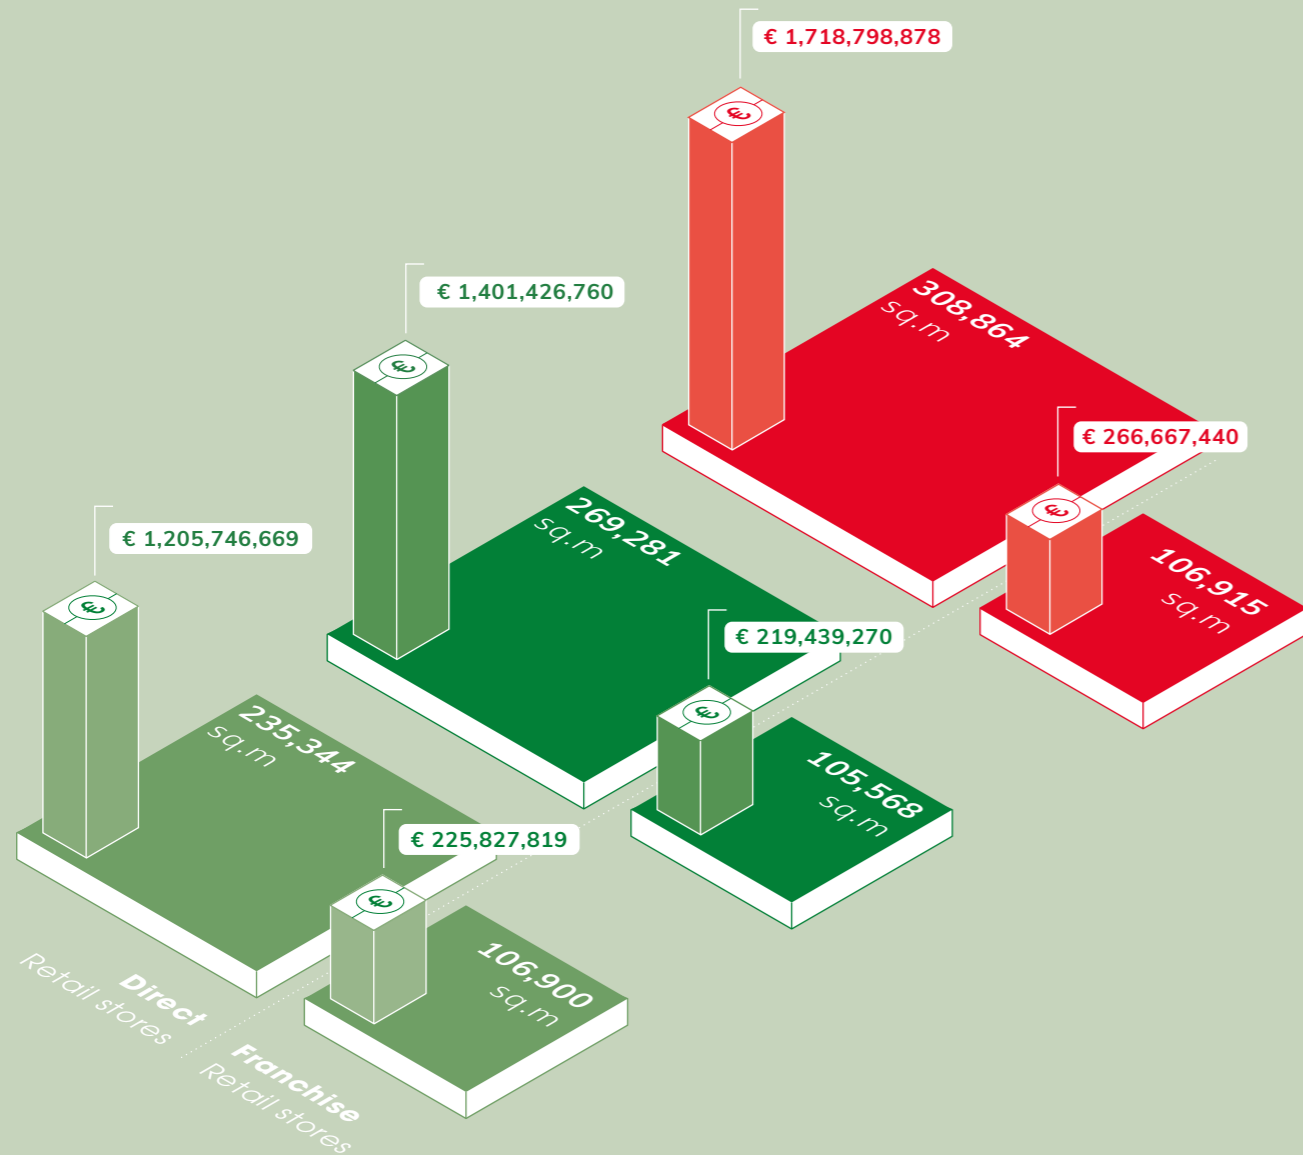 € 1,718,798,878
308,864
sq.m
€ 1,401,426,760
€ 266,667,440
269,281
sq.m
106,915
sq.m
€ 1,205,746,669
€ 219,439,270
235,344
sq.m
105,568
sq.m
€ 225,827,819
106,900
sq.m
Direct
Retail stores
Franchise
Retail stores